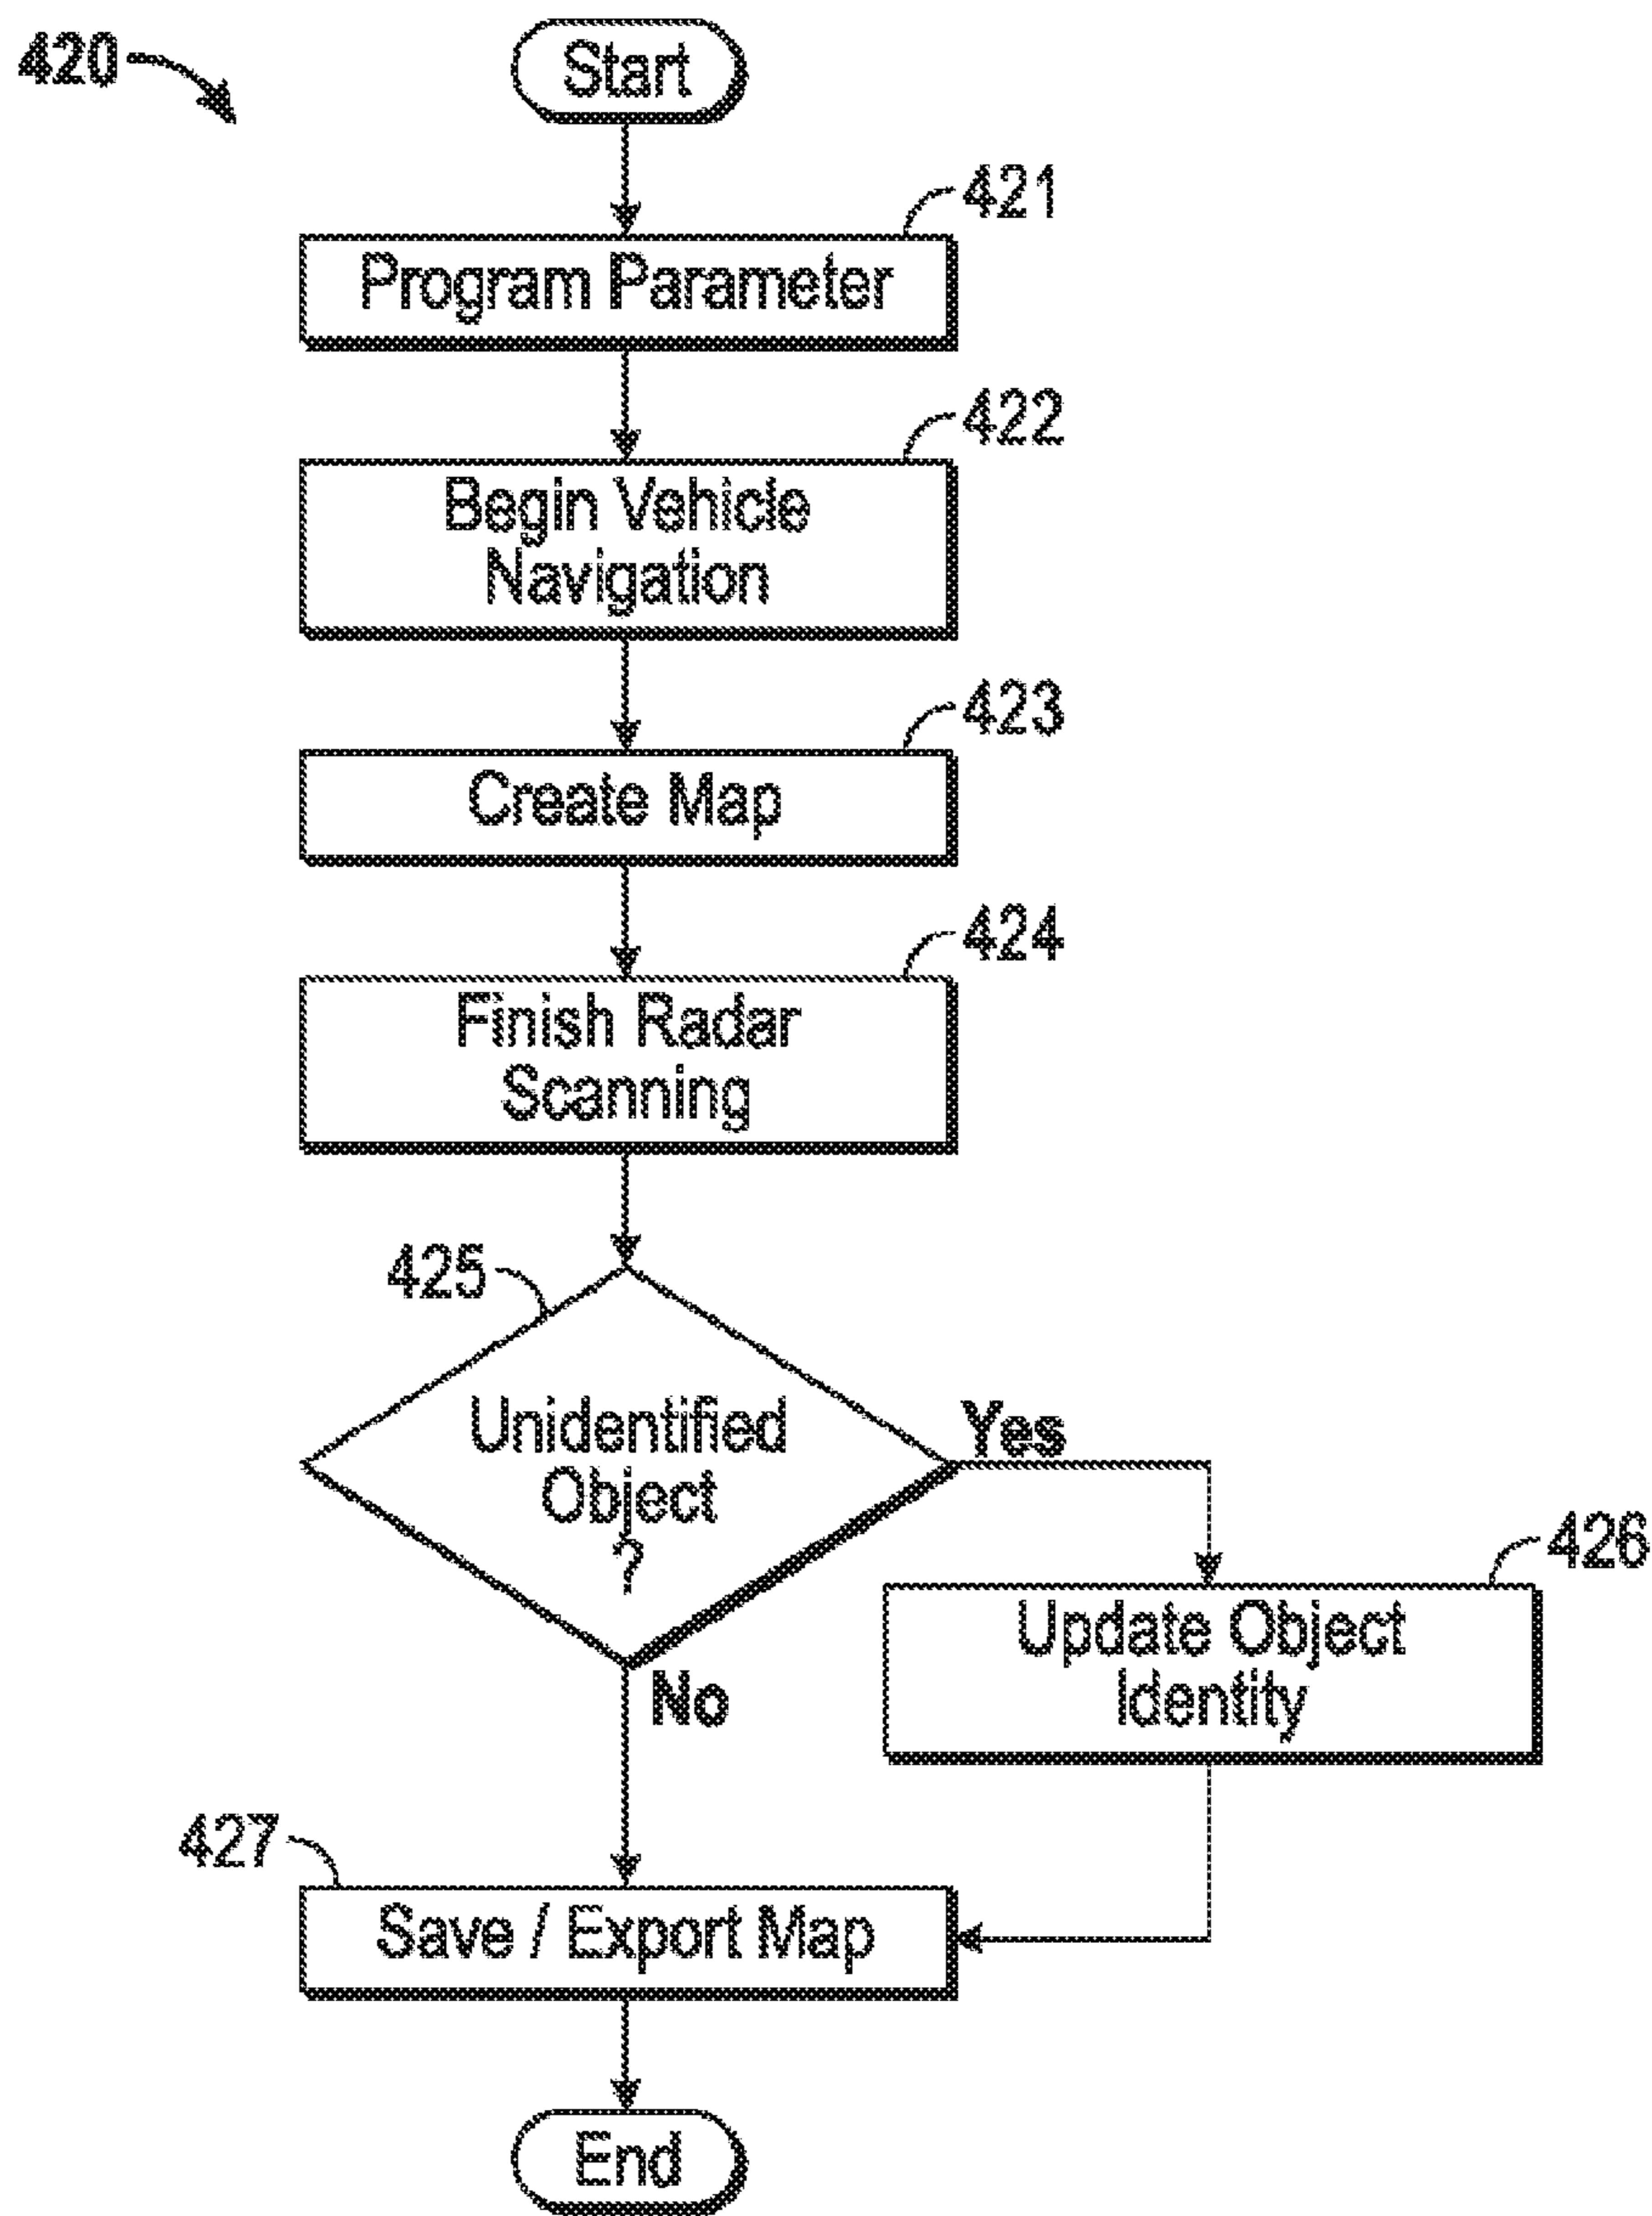 420
Start
421
Program Parameter
422
Begin Vehicle
Navigation
423
Create Map
424
Finish Radar
Scanning
425
Unidentified
Object
?
Yes
426
Update Object
Identity
No
427
Save / Export Map
End